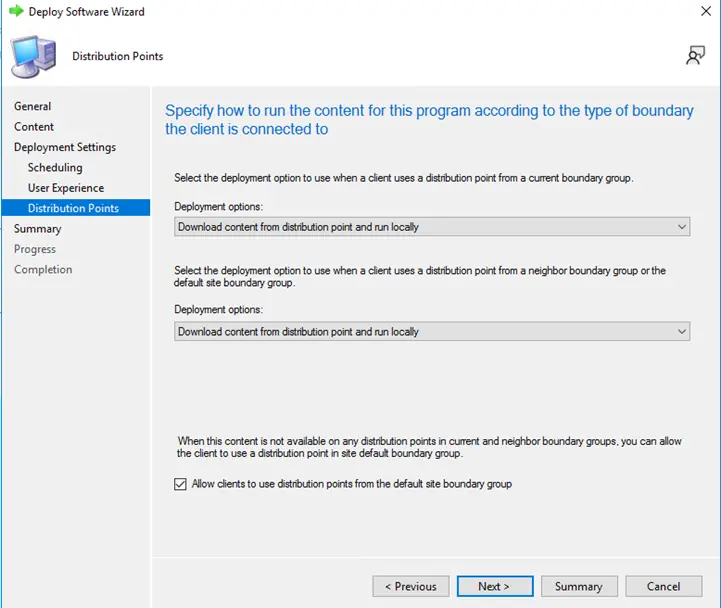 Deploy Software Wizard
Distribution Points
General
Content
Deployment Settings
Scheduling
User Experience
Distribution Points
Summary
Progress
Completion
Specify how to run the content for this program according to the type of boundary
the client is connected to
Select the deployment option to use when a client uses a distribution point from a current boundary group.
Deployment options:
Download content from distribution point and run locally
Select the deployment option to use when a client uses a distribution point from a neighbor boundary group or the
default site boundary group.
Deployment options:
Download content from distribution point and run locally
When this content is not available on any distribution points in current and neighbor boundary groups, you can allow
the client to use a distribution point in site default boundary group.
Allow clients to use distribution points from the default site boundary group
< Previous
Next >
Summary
Cancel